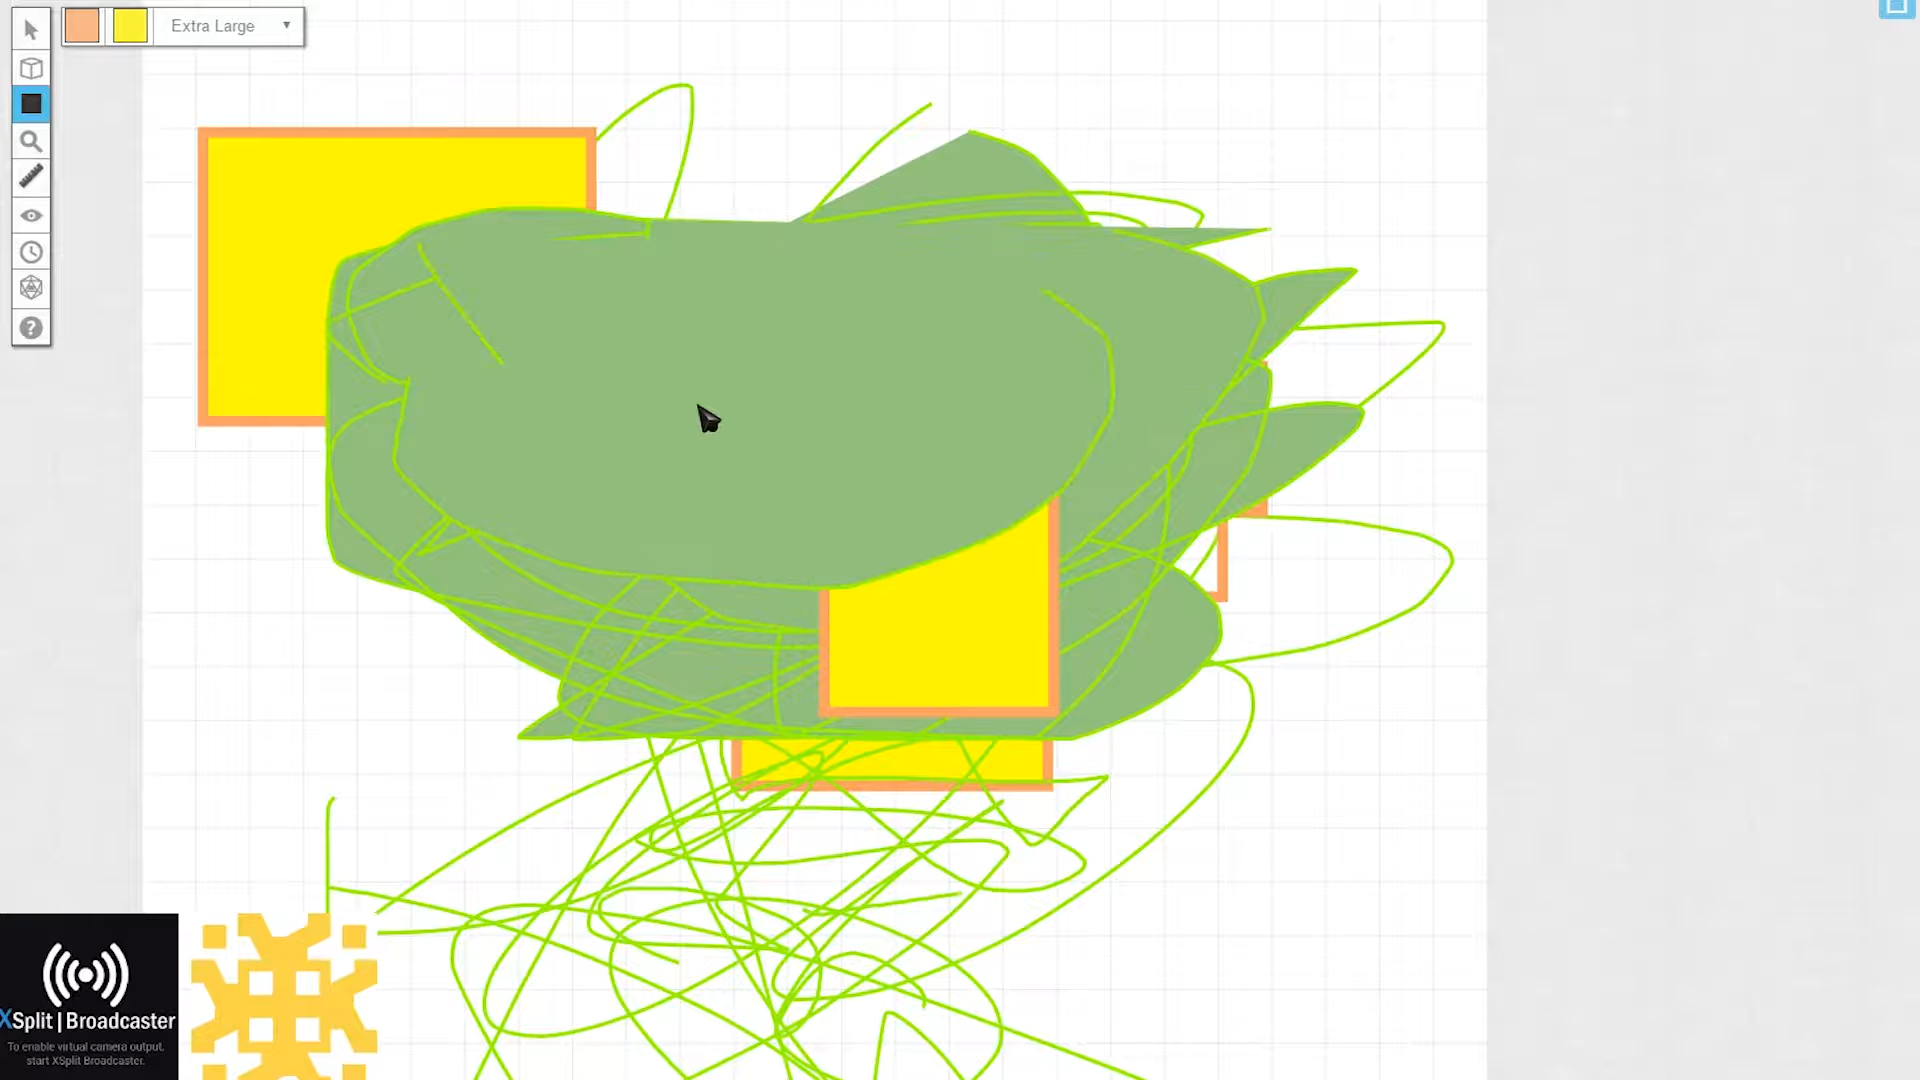 Extra Large
?
XSplit | Broadcaster
To enable virtual camera output,
start XSplit Broadcaster.